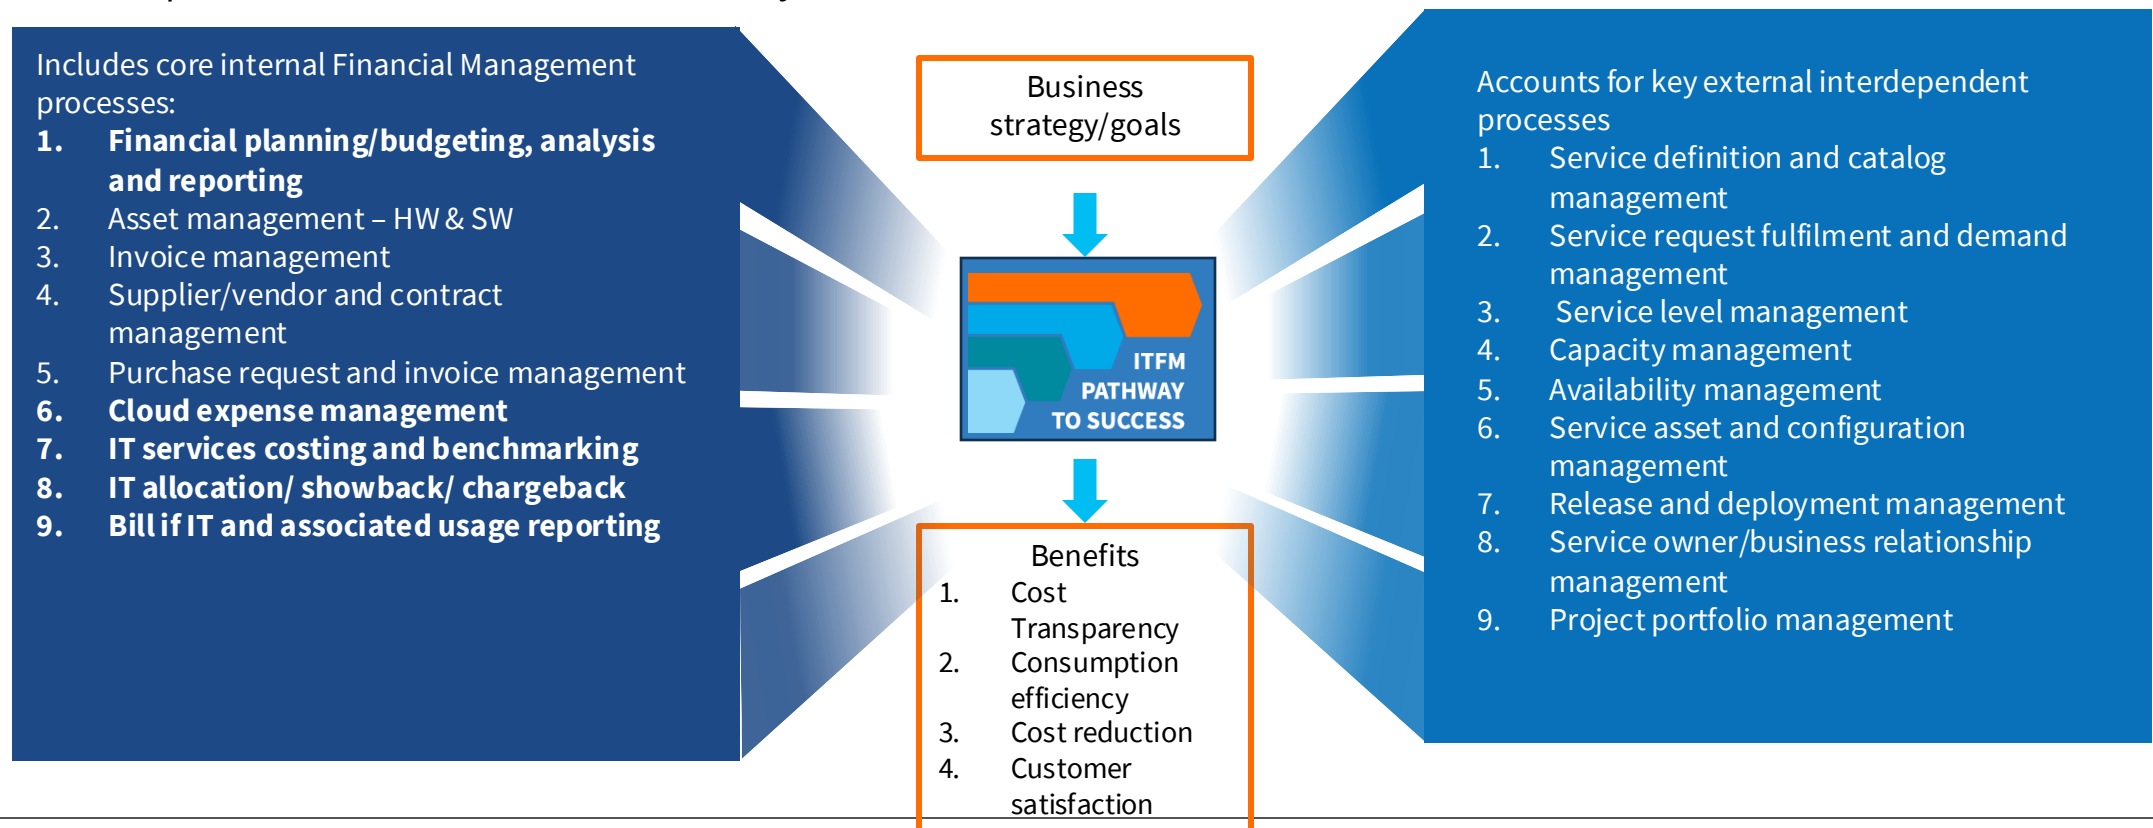 Includes core internal Financial Management
processes:
1. Financial planning/budgeting, analysis
and reporting
2. Asset management – HW & SW
3. Invoice management
4. Supplier/vendor and contract
management
5. Purchase request and invoice management
6. Cloud expense management
7. IT services costing and benchmarking
8. IT allocation/ showback/ chargeback
9. Bill if IT and associated usage reporting
Business
strategy/goals
ITFM
PATHWAY
TO SUCCESS
Benefits
1. Cost
Transparency
2. Consumption
efficiency
3. Cost reduction
4. Customer
satisfaction
Accounts for key external interdependent
processes
1. Service definition and catalog
management
2. Service request fulfilment and demand
management
3. Service level management
4. Capacity management
5. Availability management
6. Service asset and configuration
management
7. Release and deployment management
8. Service owner/business relationship
management
9. Project portfolio management